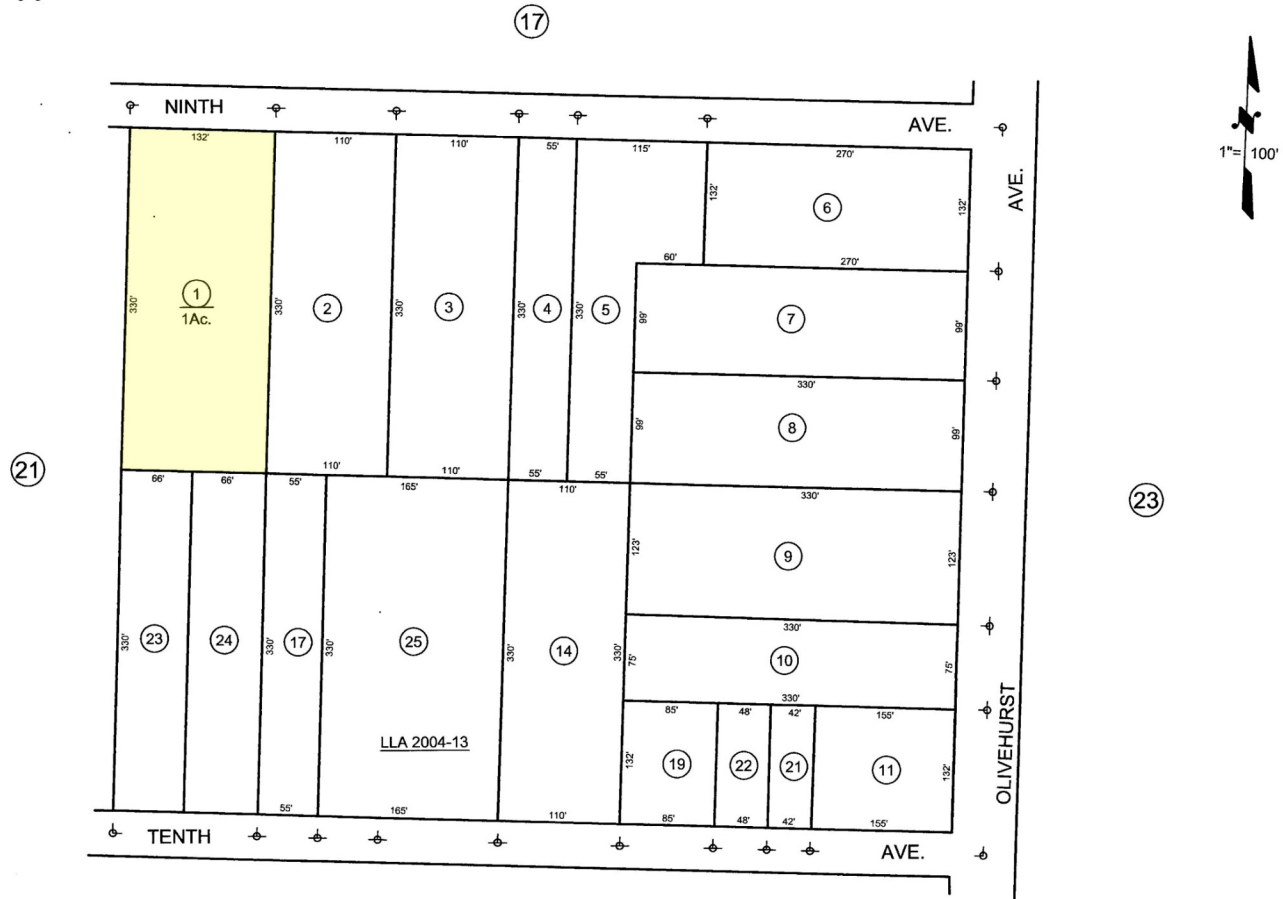 17
NINTH AVE.
1"= 100'
132' 110' 110' 55' 115' 270'
AVE.
132' 132'
6
60' 270'
1
1Ac.
330' 330' 330' 330' 330'
2 3 4 5
99' 7 99'
330'
99' 8 99'
21
66' 66' 110' 55' 165' 110' 55' 110' 55' 330'
23
123' 9 123'
330'
330' 23 24 330' 17 330' 25 330' 14 330'
75' 10 75'
330'
85' 48' 42' 155'
LLA 2004-13
132' 19 22 21 11 132'
OLIVEHURST
55' 165' 110' 85' 48' 42' 155'
TENTH AVE.